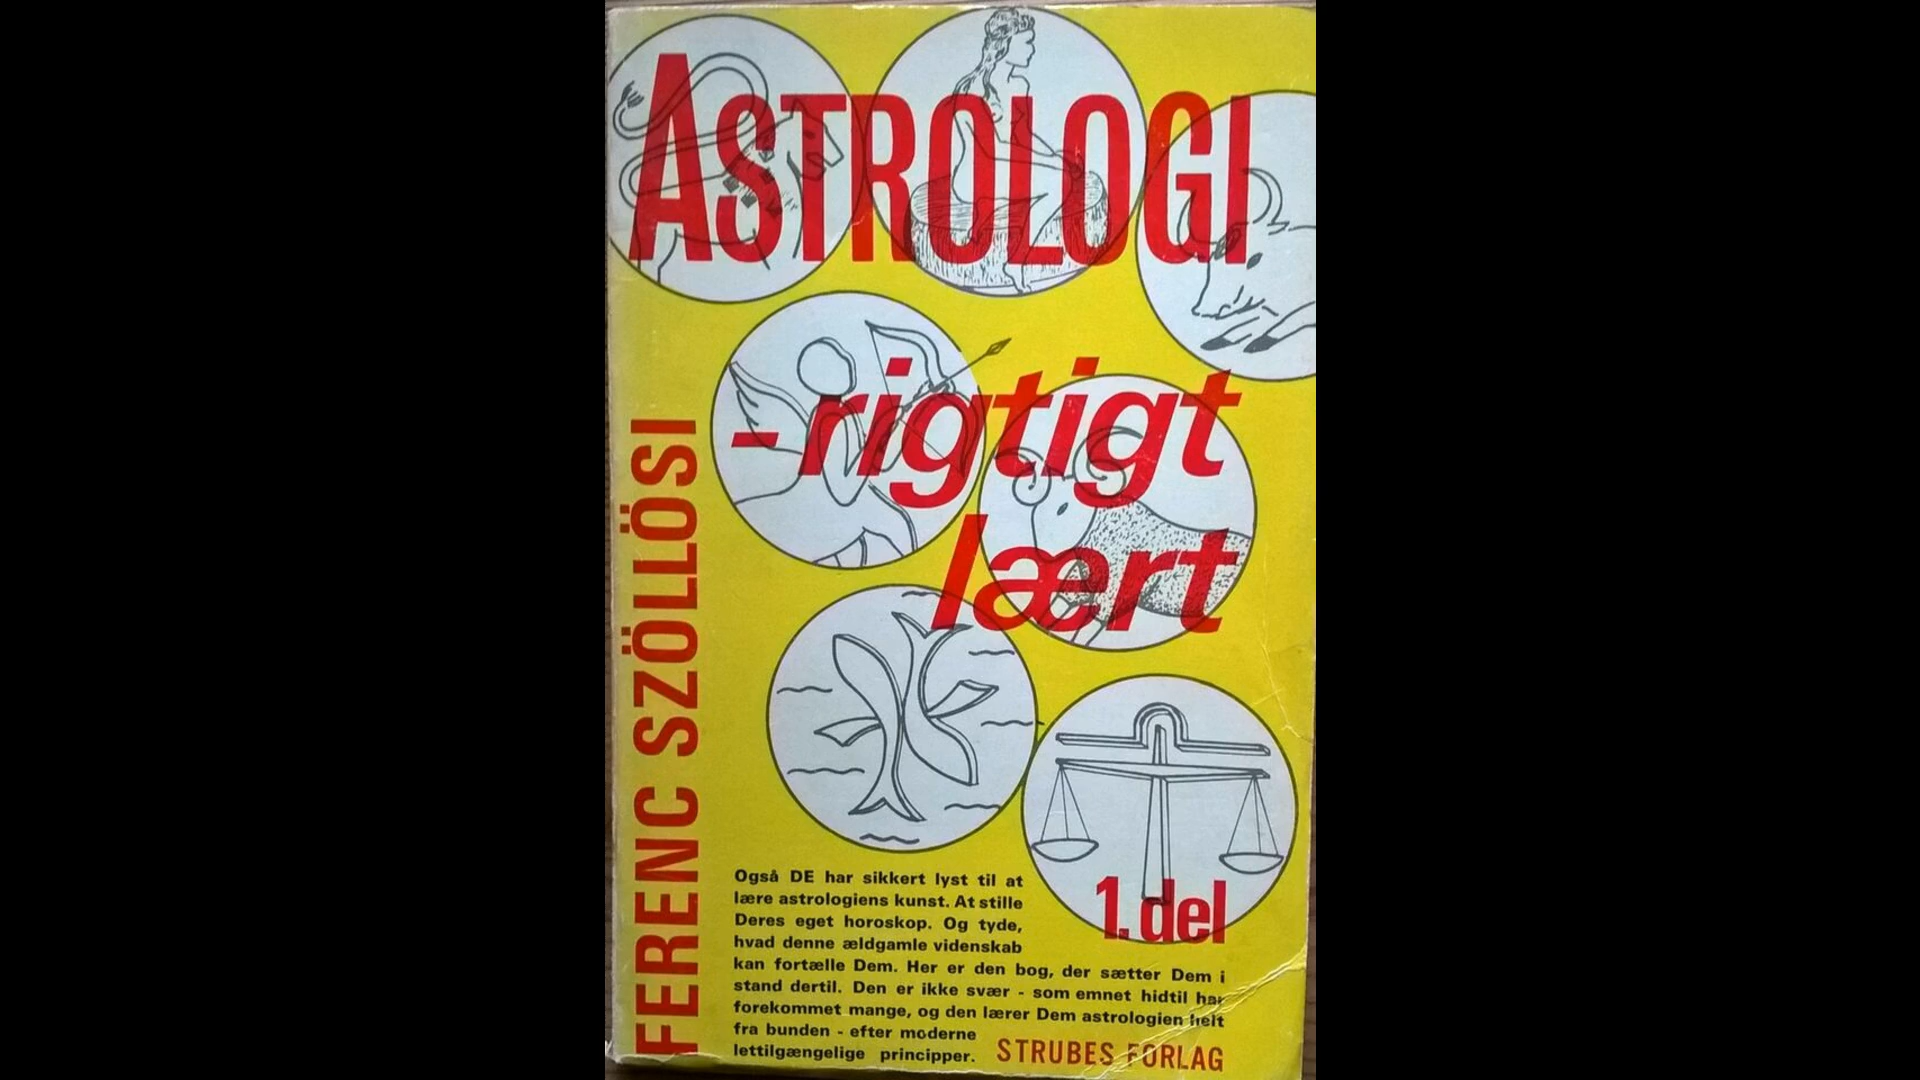 ASTROLOGI
-rigtigt
lært
FERENC SZÖLLÖSI
1. del
Også DE har sikkert lyst til at
lære astrologiens kunst. At stille
Deres eget horoskop. Og tyde,
hvad denne ældgamle videnskab
kan fortælle Dem. Her er den bog, der sætter Dem i
stand dertil. Den er ikke svær - som emnet hidtil har
forekommet mange, og den lærer Dem astrologien helt
fra bunden - efter moderne
lettilgængelige principper.
STRUBES FORLAG